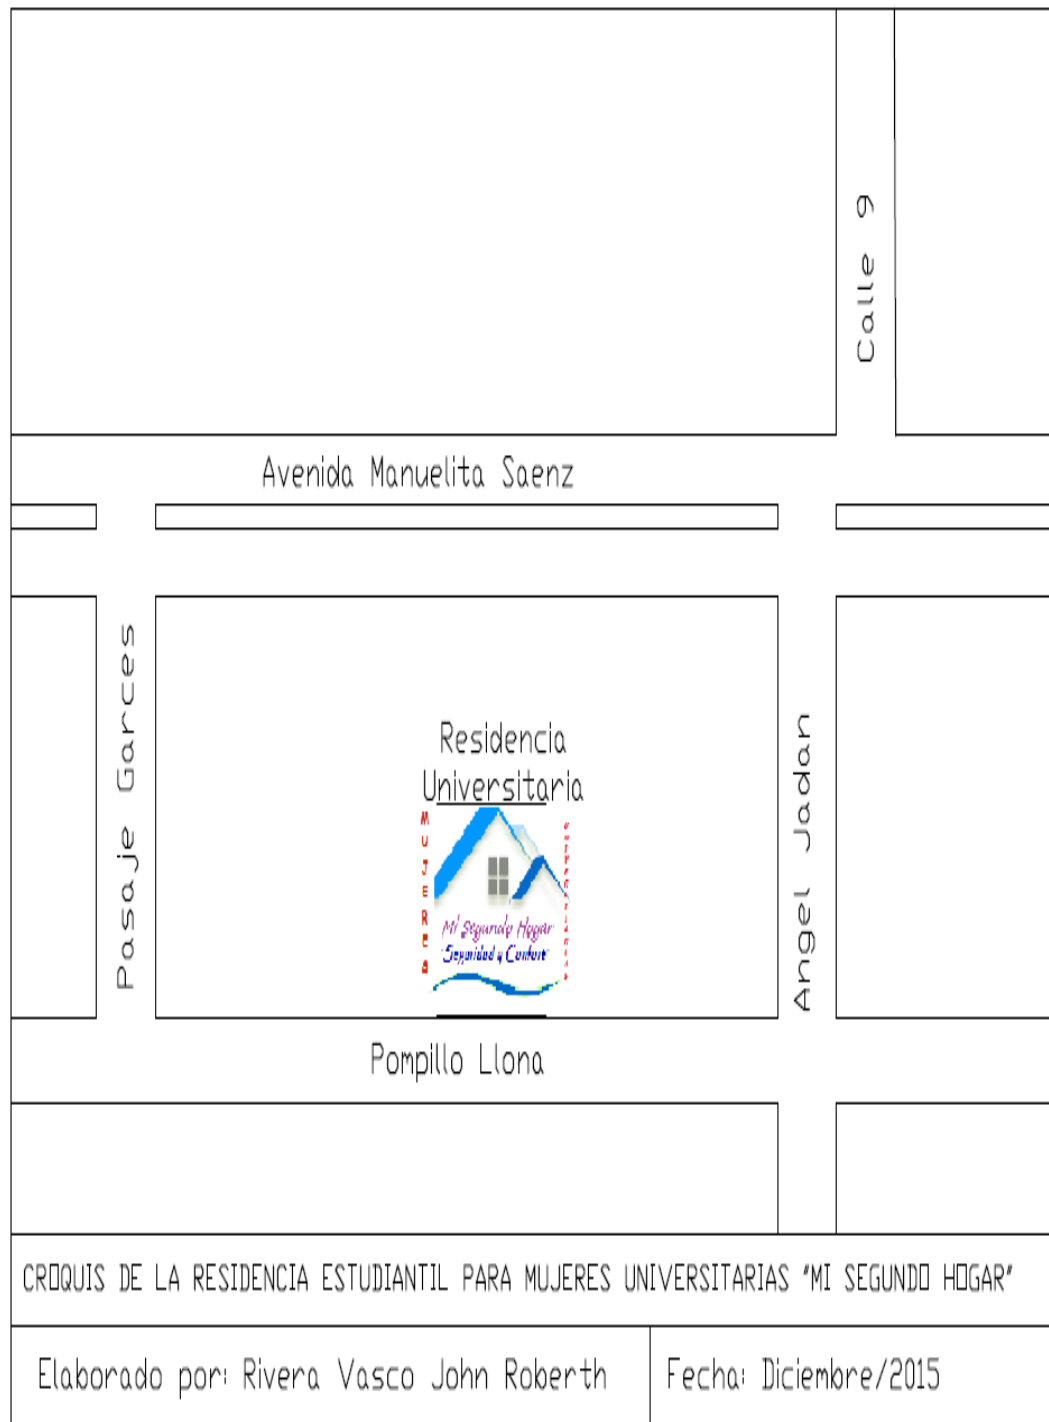 Calle 9
Avenida Manuelita Saenz
Pasaje Garces
Residencia
Universitaria
MUJERES
Mi Segundo Hogar
Seguridad y Confort
Angel Jadan
Pompillo Llona
CROQUIS DE LA RESIDENCIA ESTUDIANTIL PARA MUJERES UNIVERSITARIAS "MI SEGUNDO HOGAR"
Elaborado por: Rivera Vasco John Roberth
Fecha: Diciembre/2015